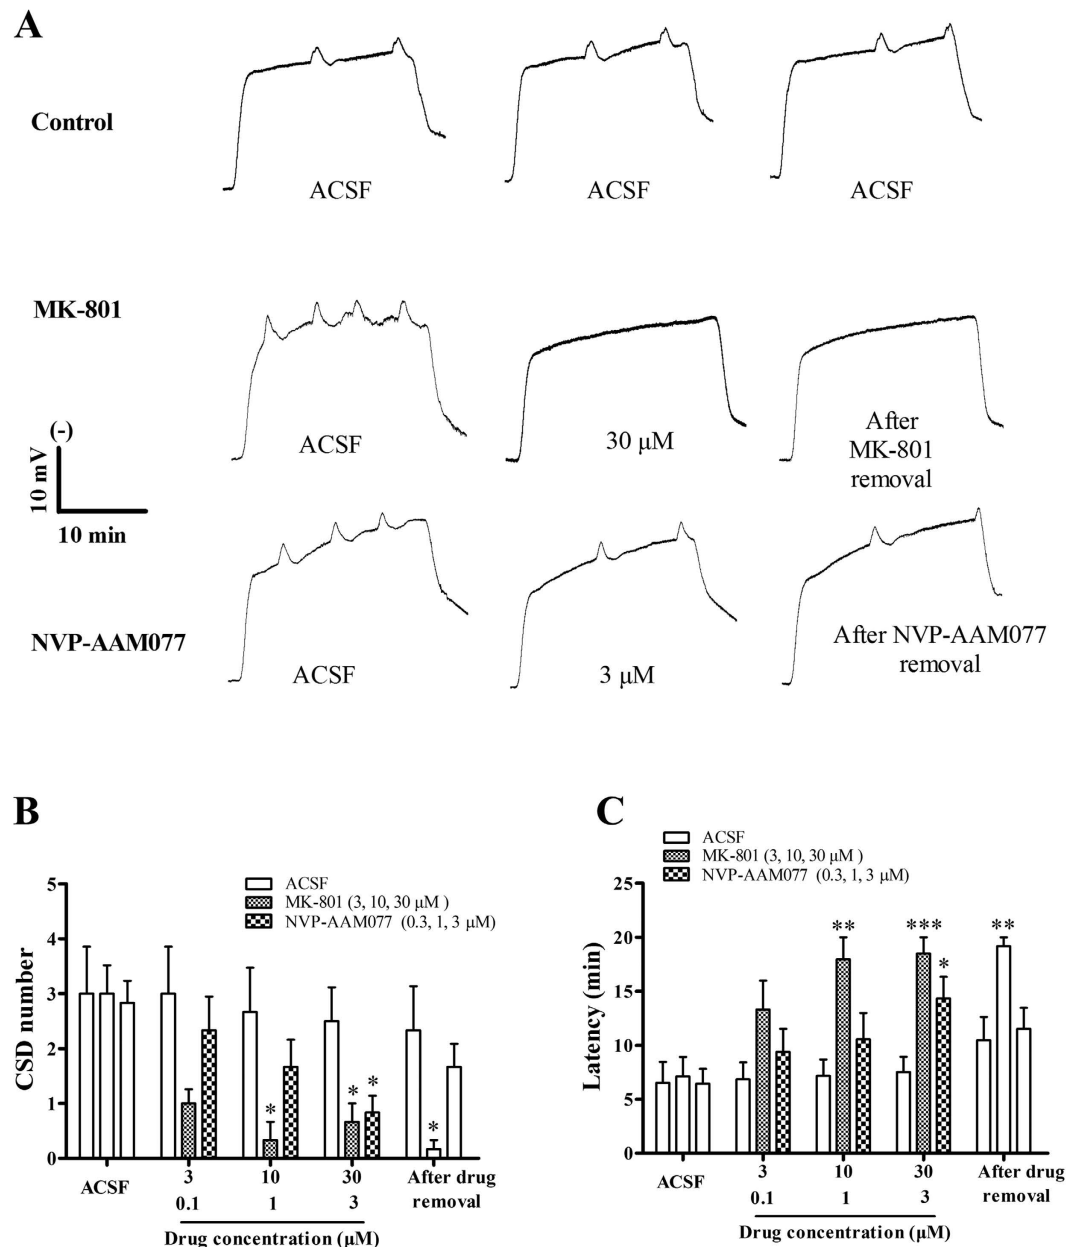 A
Control
ACSF
ACSF
ACSF
MK-801
ACSF
30 μM
After
MK-801
removal
(-)
10 mV
10 min
NVP-AAM077
ACSF
3 μM
After NVP-AAM077
removal
B
ACSF
MK-801 (3, 10, 30 μM )
NVP-AAM077 (0.3, 1, 3 μM)
CSD number
5
4
3
2
1
0
* * * *
ACSF
3 10 30 After drug
0.1 1 3 removal
Drug concentration (μM)
C
ACSF
MK-801 (3, 10, 30 μM )
NVP-AAM077 (0.3, 1, 3 μM)
Latency (min)
25
20
15
10
5
0
** *** * **
ACSF
3 10 30 After drug
0.1 1 3 removal
Drug concentration (μM)